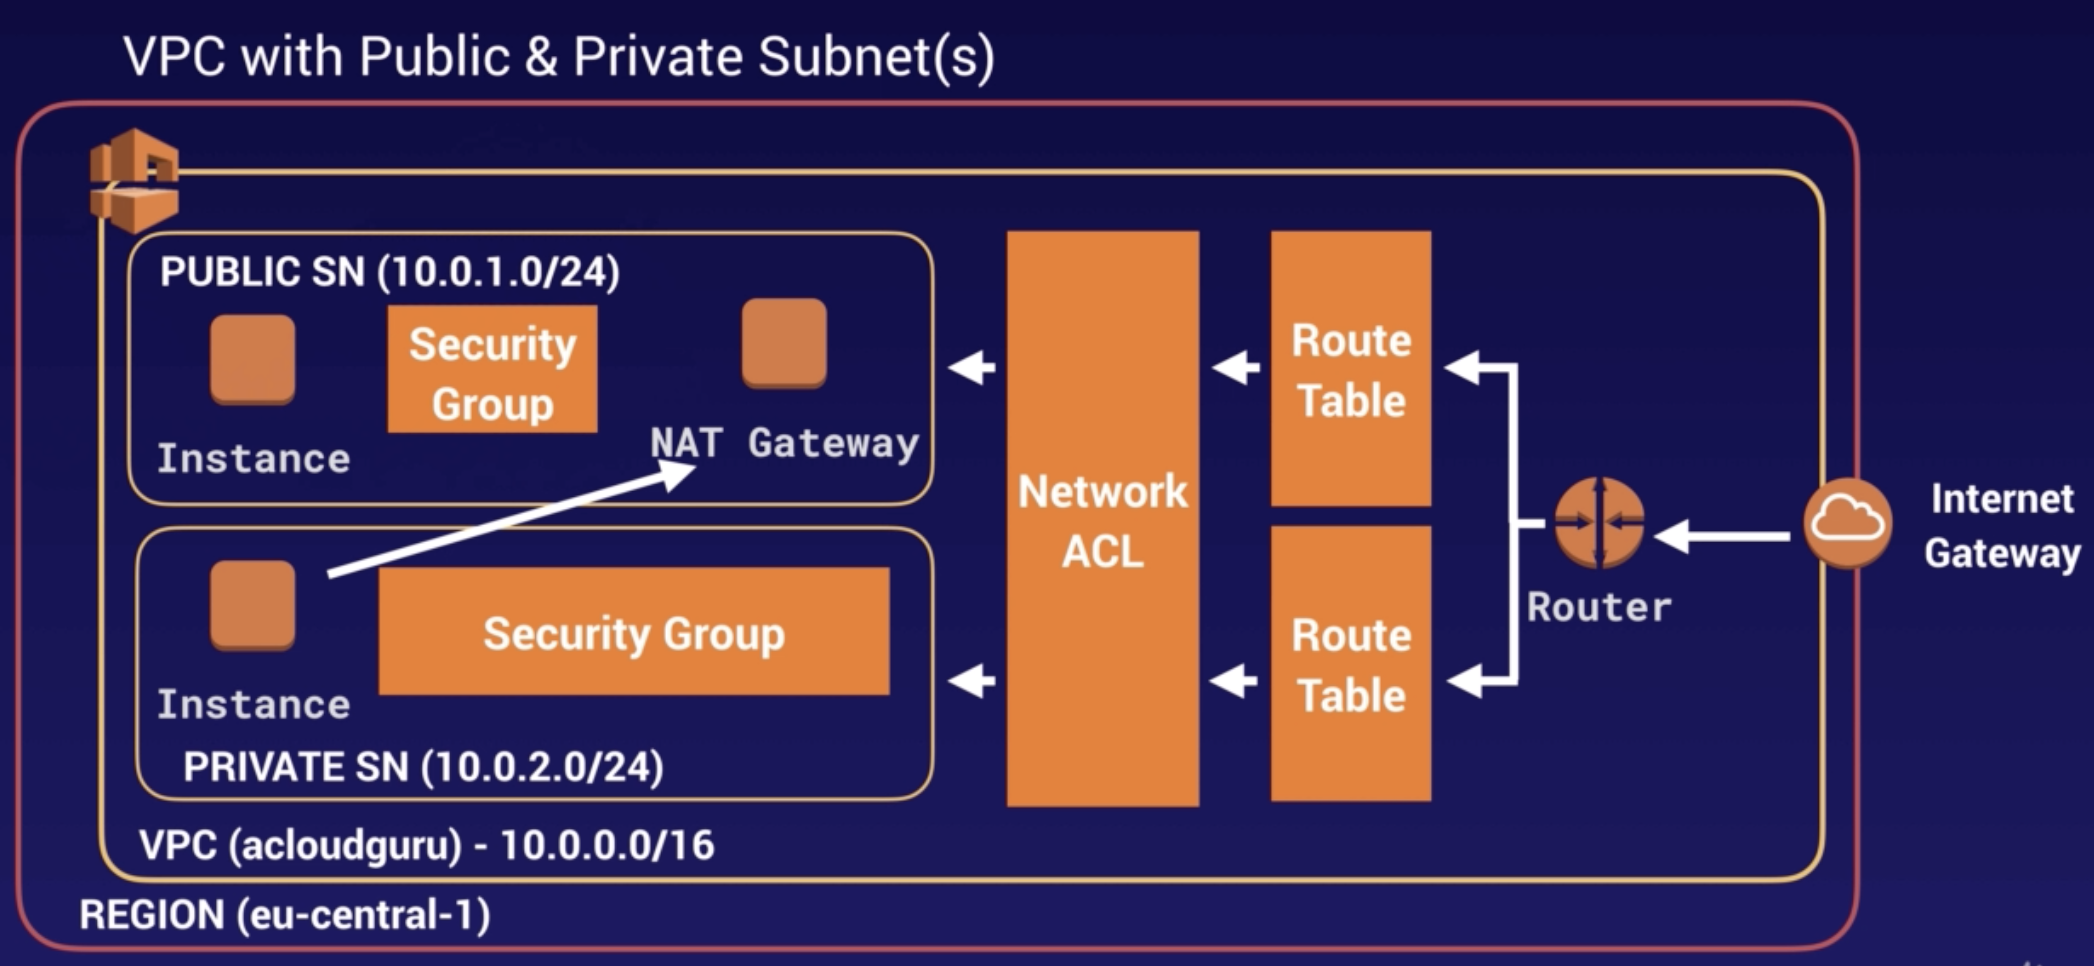 VPC with Public & Private Subnet(s)
PUBLIC SN (10.0.1.0/24)
Security
Group
Instance
NAT Gateway
Instance
Security Group
PRIVATE SN (10.0.2.0/24)
Network
ACL
Route
Table
Route
Table
Router
Internet
Gateway
VPC (acloudguru) - 10.0.0.0/16
REGION (eu-central-1)